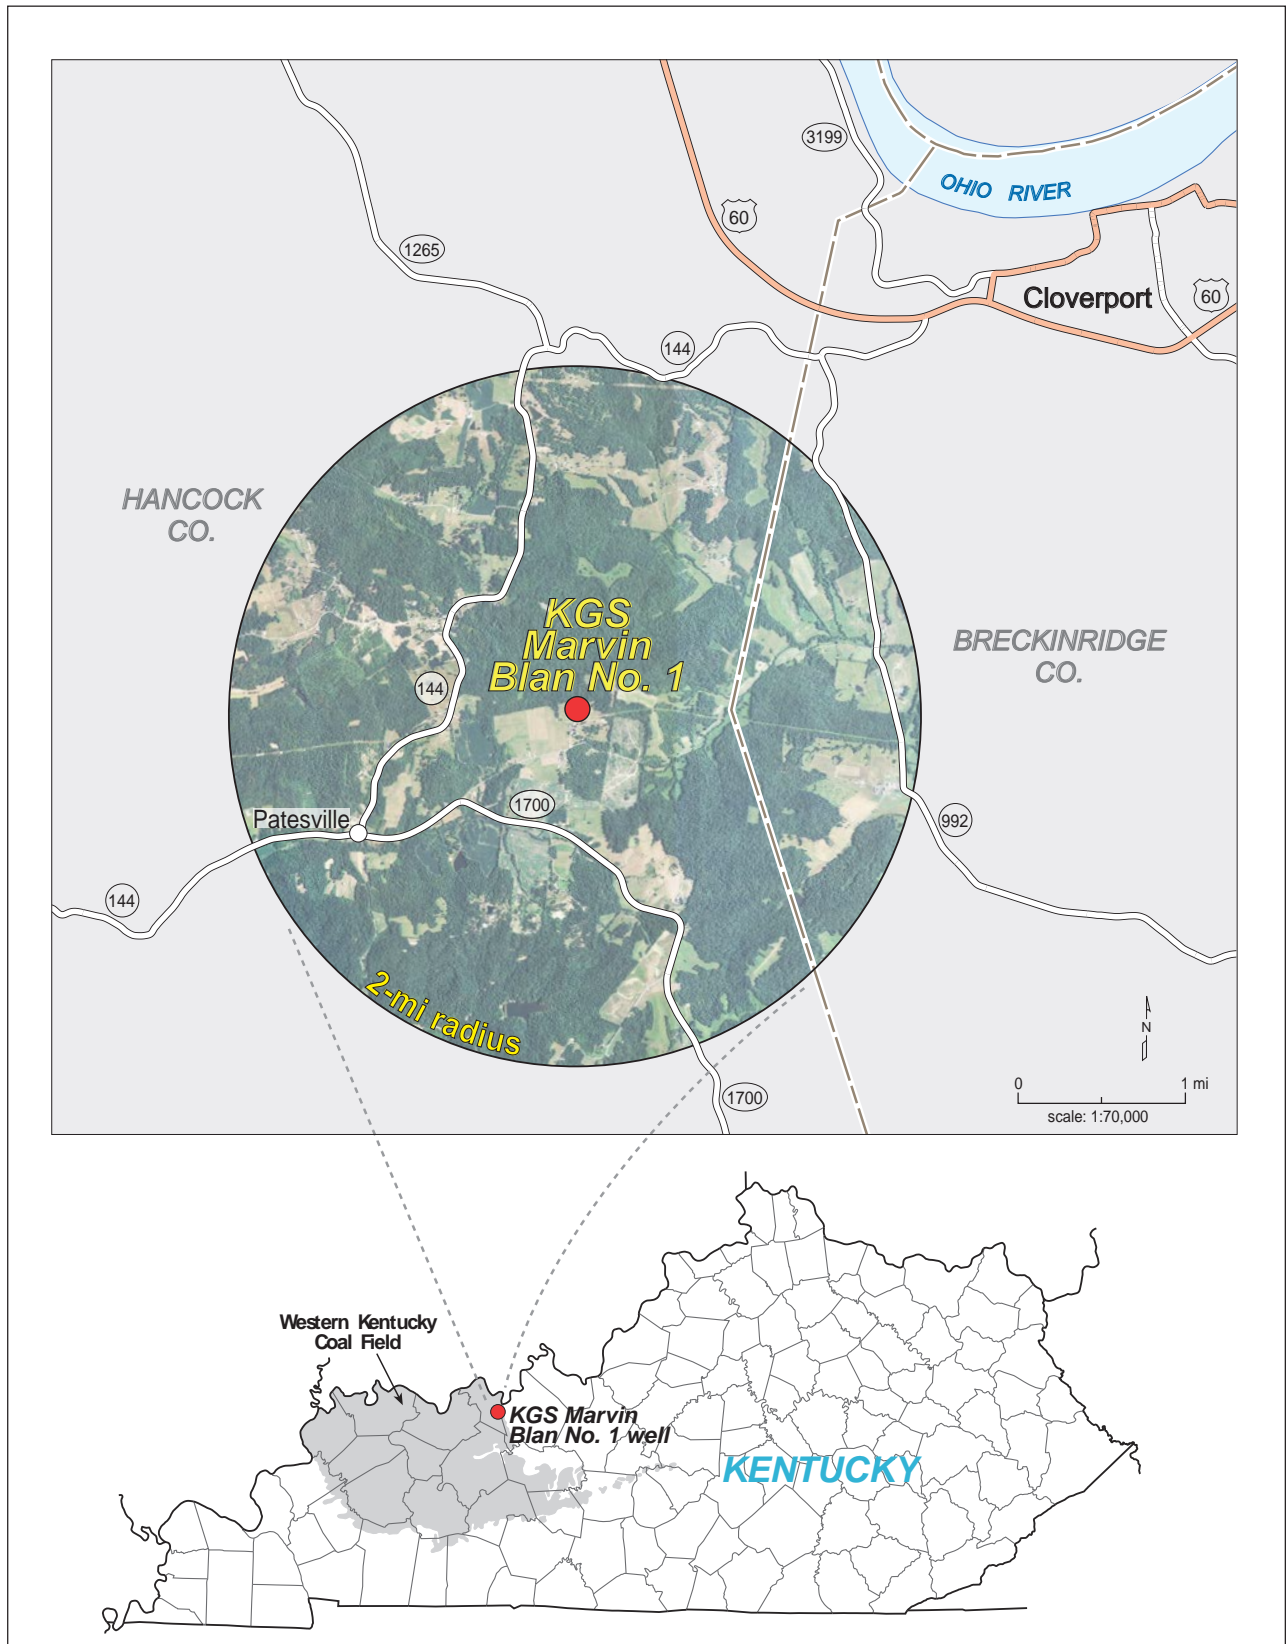 3199
OHIO RIVER
60
1265
Cloverport
60
144
HANCOCK
CO.
KGS
Marvin
Blan No. 1
BRECKINRIDGE
CO.
144
1700
Patesville
992
144
2-mi radius
N
0 1 mi
scale: 1:70,000
1700
Western Kentucky
Coal Field
KGS Marvin
Blan No. 1 well
KENTUCKY